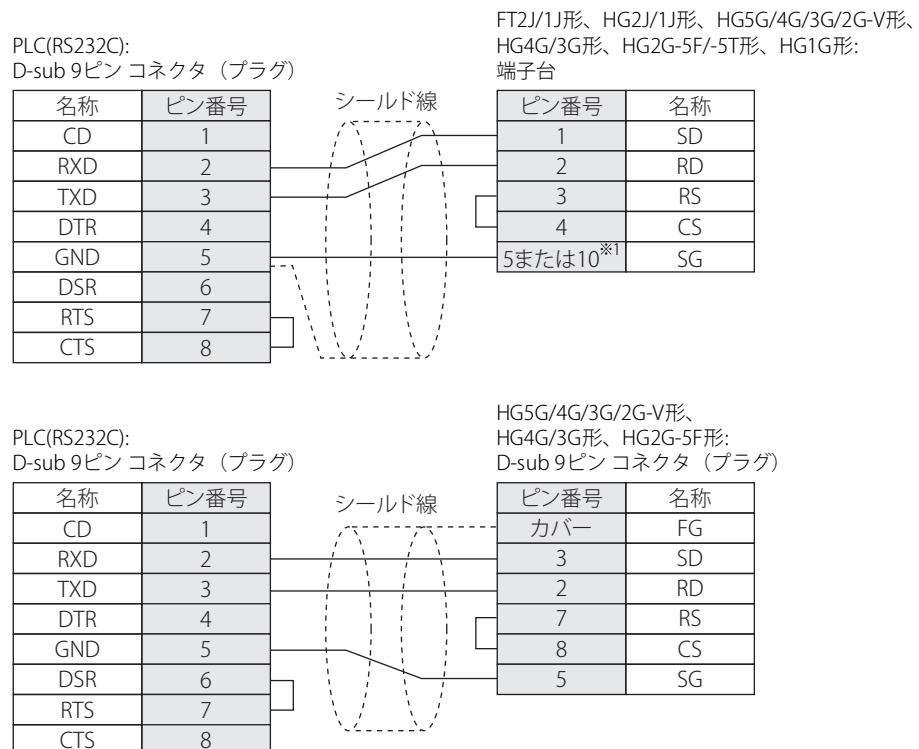 FT2J/1J形、HG2J/1J形、HG5G/4G/3G/2G-V形、
PLC(RS232C):
HG4G/3G形、HG2G-5F/-5T形、HG1G形:
D-sub 9ピン コネクタ（プラグ）
端子台
名称 ピン番号 シールド線 ピン番号 名称
CD 1 1 SD
RXD 2 2 RD
TXD 3 3 RS
DTR 4 4 CS
GND 5 5または10※1 SG
DSR 6
RTS 7
CTS 8
HG5G/4G/3G/2G-V形、
PLC(RS232C):
HG4G/3G形、HG2G-5F形:
D-sub 9ピン コネクタ（プラグ）
D-sub 9ピン コネクタ（プラグ）
名称 ピン番号 シールド線 ピン番号 名称
CD 1 カバー FG
RXD 2 3 SD
TXD 3 2 RD
DTR 4 7 RS
GND 5 8 CS
DSR 6 5 SG
RTS 7
CTS 8